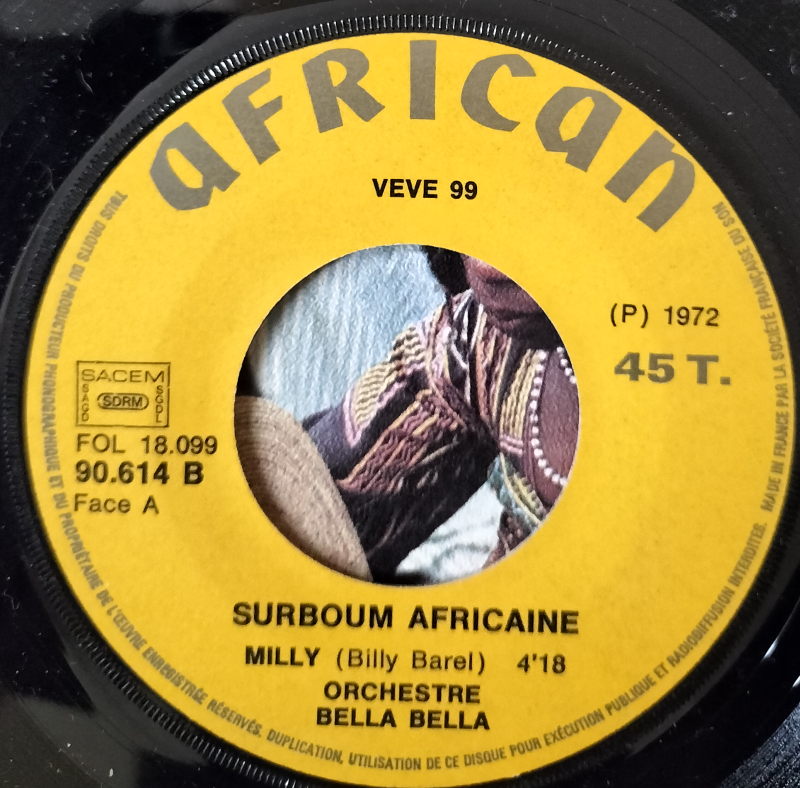 AFRICAN
VEVE 99
(P) 1972
45 T.
SACEM
SACD
SDRM
SGDL
FOL 18.099
90.614 B
Face A
SURBOUM AFRICAINE
MILLY (Billy Barel) 4'18
ORCHESTRE
BELLA BELLA
TOUS DROITS DU PRODUCTEUR PHONOGRAPHIQUE ET DU PROPRIÉTAIRE DE L'ŒUVRE ENREGISTRÉE RÉSERVÉS. DUPLICATION, UTILISATION DE CE DISQUE POUR EXÉCUTION PUBLIQUE ET RADIODIFFUSION INTERDITES. MADE IN FRANCE PAR LA SOCIÉTÉ FRANÇAISE DU SON